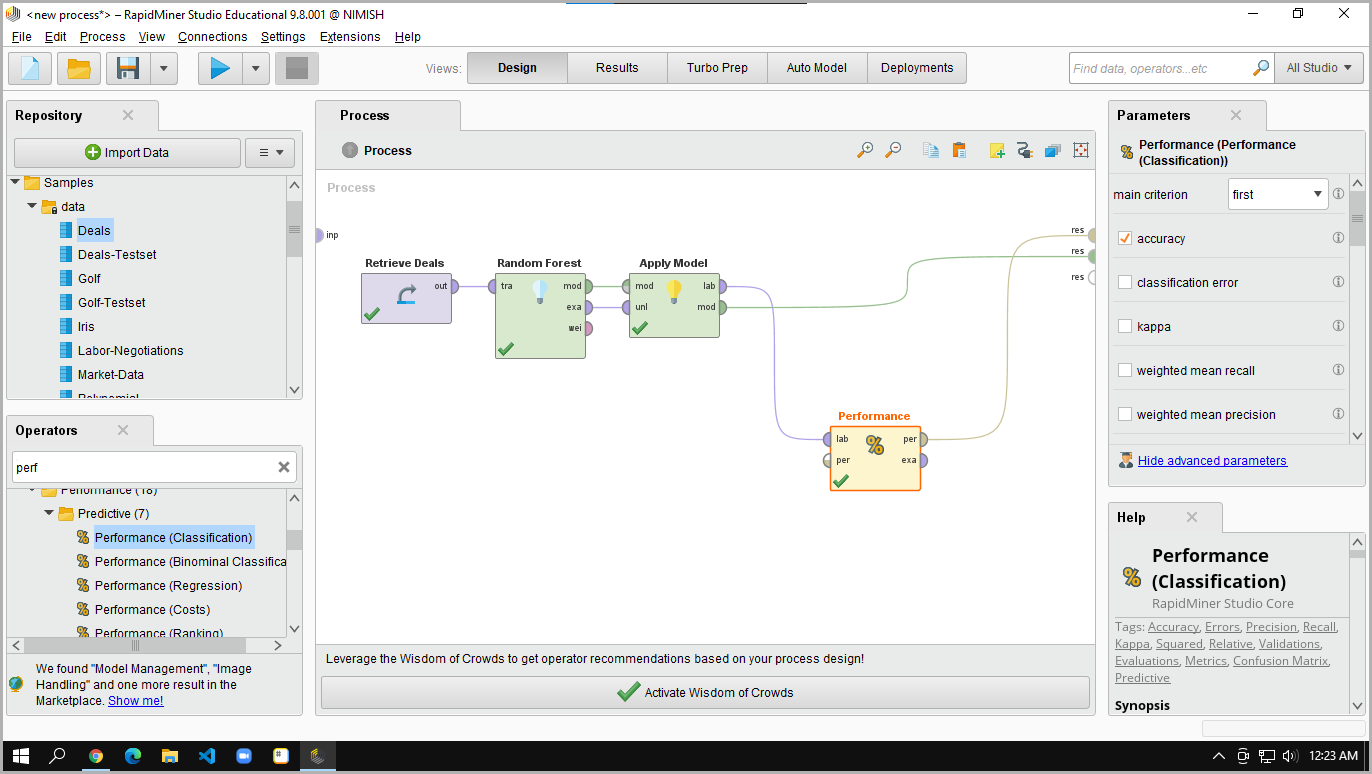 <new process*> – RapidMiner Studio Educational 9.8.001 @ NIMISH
File Edit Process View Connections Settings Extensions Help
Views: Design Results Turbo Prep Auto Model Deployments
Find data, operators...etc
All Studio
Repository
Import Data
Samples
data
Deals
Deals-Testset
Golf
Golf-Testset
Iris
Labor-Negotiations
Market-Data
Polynomial
Operators
perf
Performance (18)
Predictive (7)
Performance (Classification)
Performance (Binominal Classifica
Performance (Regression)
Performance (Costs)
Performance (Ranking)
We found "Model Management", "Image
Handling" and one more result in the
Marketplace. Show me!
Process
Process
Process
inp
res
res
res
Retrieve Deals
out
Random Forest
tra mod
exa
wei
Apply Model
mod lab
unl mod
Performance
lab % per
per exa
Leverage the Wisdom of Crowds to get operator recommendations based on your process design!
Activate Wisdom of Crowds
Parameters
% Performance (Performance
(Classification))
main criterion first
accuracy
classification error
kappa
weighted mean recall
weighted mean precision
Hide advanced parameters
Help
Performance
% (Classification)
RapidMiner Studio Core
Tags: Accuracy, Errors, Precision, Recall,
Kappa, Squared, Relative, Validations,
Evaluations, Metrics, Confusion Matrix,
Predictive
Synopsis
12:23 AM